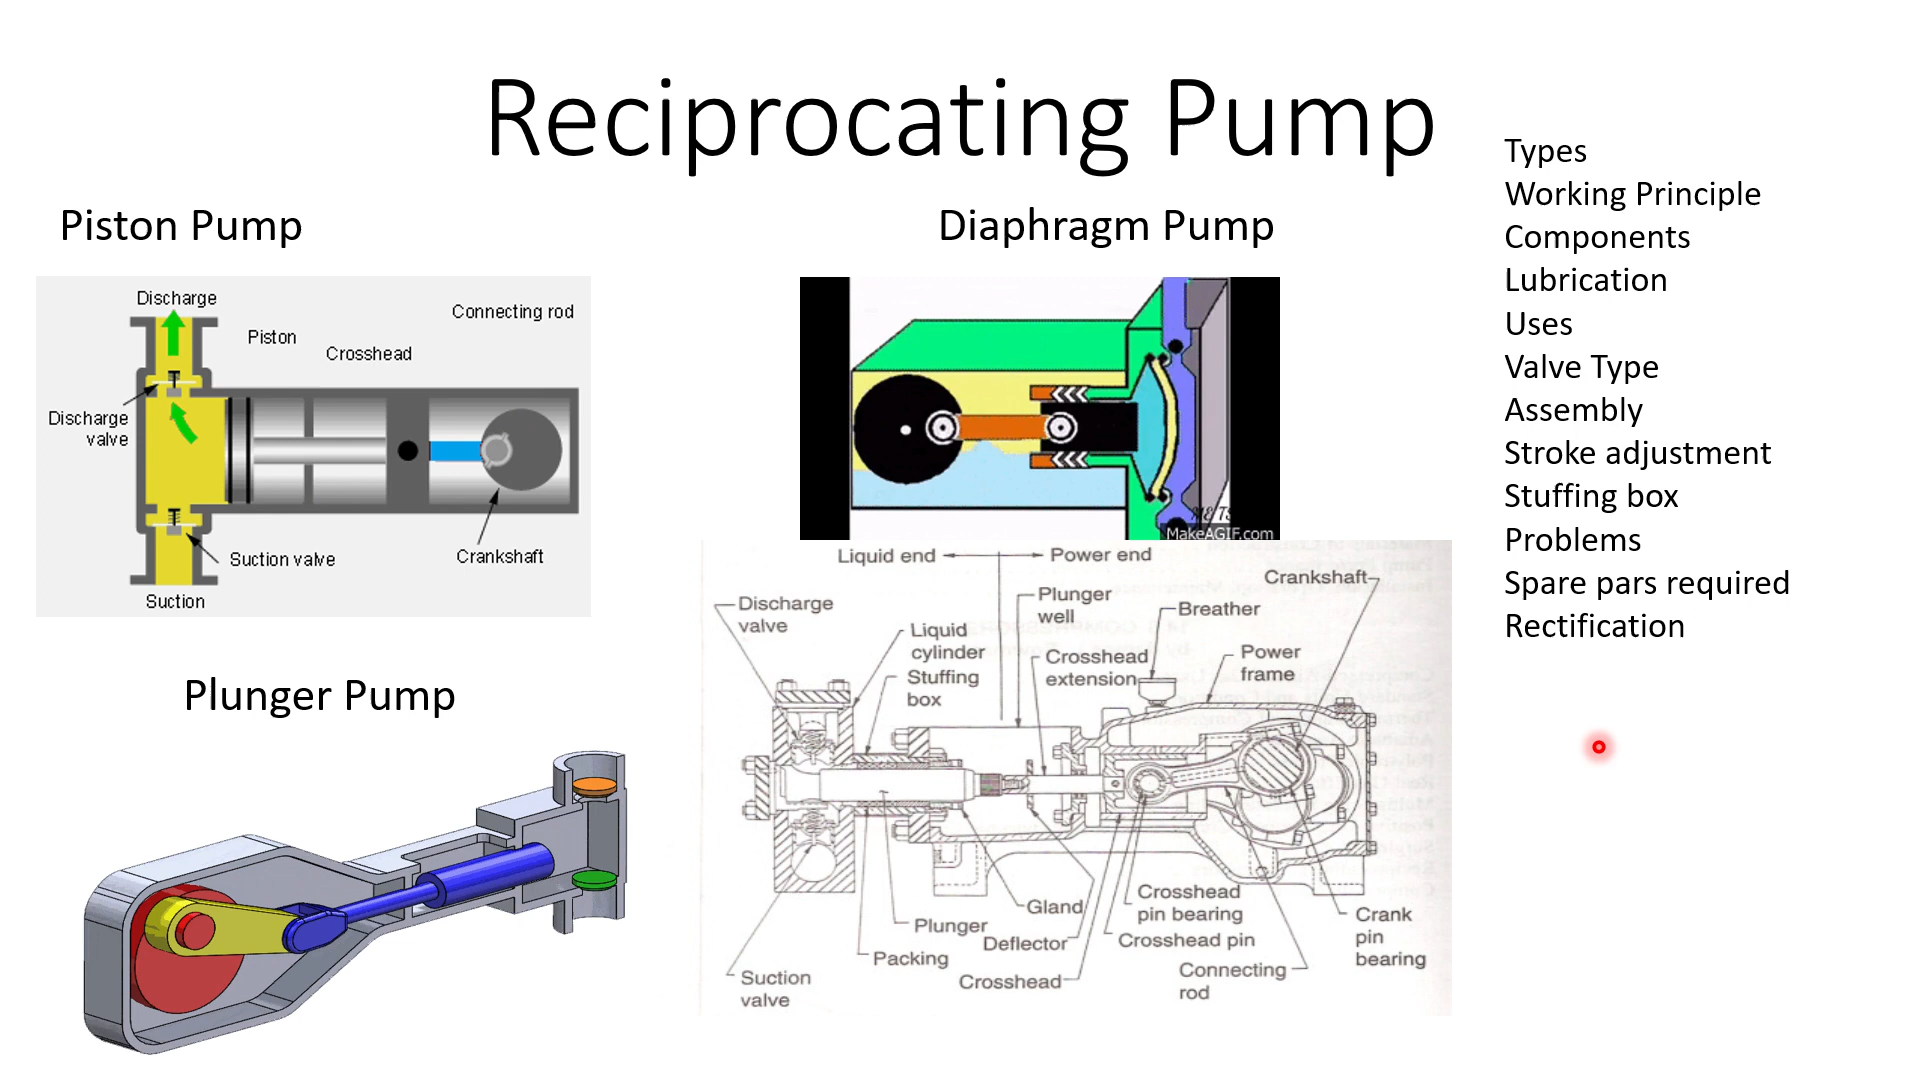 Reciprocating Pump
Piston Pump
Discharge
Connecting rod
Piston
Crosshead
Discharge
valve
Suction valve
Crankshaft
Suction
Plunger Pump
Diaphragm Pump
MakeAGIF.com
Liquid end
Power end
Crankshaft
Plunger
well
Breather
Discharge
valve
Liquid
cylinder
Stuffing
box
Crosshead
extension
Power
frame
Crosshead
pin bearing
Gland
Plunger
Deflector
Crosshead pin
Crank
pin
bearing
Packing
Crosshead
Connecting
rod
Suction
valve
Types
Working Principle
Components
Lubrication
Uses
Valve Type
Assembly
Stroke adjustment
Stuffing box
Problems
Spare pars required
Rectification